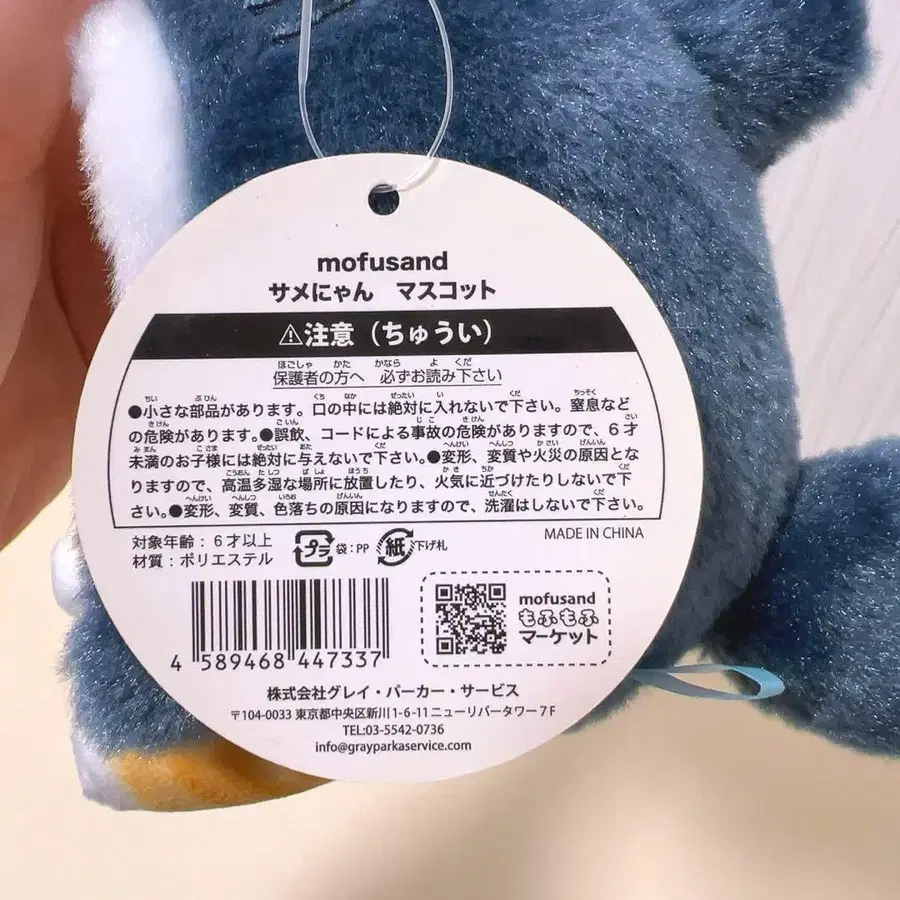 mofusand
サメにゃん　マスコット
⚠注意（ちゅうい）
保護者の方へ　必ずお読み下さい
●小さな部品があります。口の中には絶対に入れないで下さい。窒息など
の危険があります。●誤飲、コードによる事故の危険がありますので、6才
未満のお子様には絶対に与えないで下さい。●変形、変質や火災の原因とな
りますので、高温多湿な場所に放置したり、火気に近づけたりしないで下
さい。●変形、変質、色落ちの原因になりますので、洗濯はしないで下さい。
対象年齢：6才以上
材質：ポリエステル
プラ 袋：PP 紙 下げ札
MADE IN CHINA
4 589468 447337
mofusand
もふもふ
マーケット
株式会社グレイ・パーカー・サービス
〒104-0033 東京都中央区新川1-6-11ニューリバータワー7F
TEL:03-5542-0736
info@grayparkaservice.com